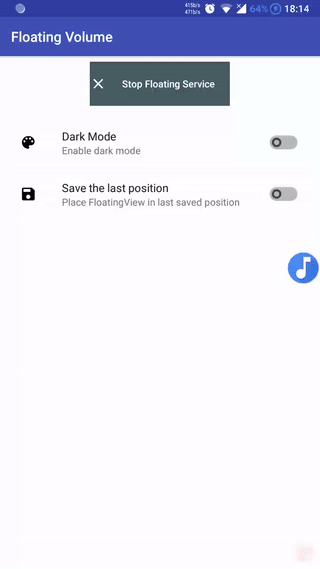 415b/s
471b/s
64%
18:14
Floating Volume
Stop Floating Service
Dark Mode
Enable dark mode
Save the last position
Place FloatingView in last saved position